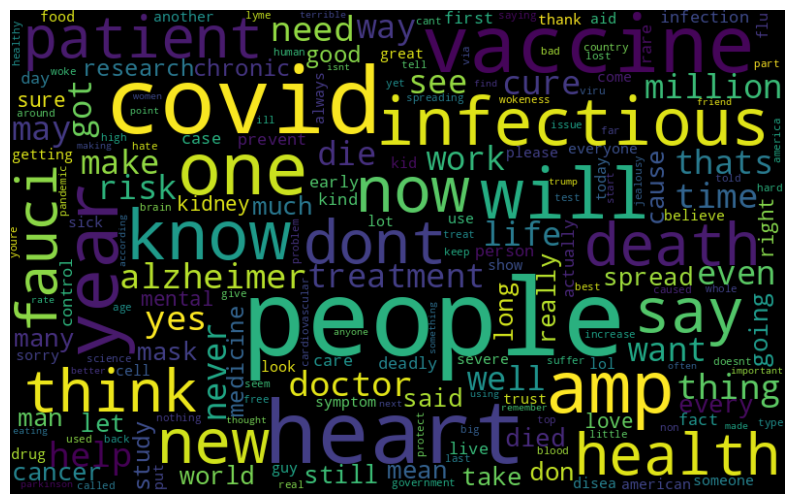 food another lyme terrible cant saying country rare flu
healthy patient need way first thank aid infection
day woke human isnt good great tell via bad lost come part
research chronic see vaccine
sure around women always yet find viru million
got covid infectious
may point ill spreading wokeness friend
high case prevent cure issue far america
getting making hate die work please everyone thats
pandemic make one kid today cause told hard
risk early kind trump start jealousy time
fauci kidney much now will test believe
sick brain lot use right
youre according know dont problem treat person life actually death
control alzheimer treatment keep show best caused whole
rate age mental give cardiovascular people long really spread even
year yes many never anyone something increase suffer doesnt going
sorry mask medicine look care deadly severe say lol want often important
science cell better free seem
think doctor well amp thing
symptom said using trust every
man let thought nothing next remember love fact made type
eating used back new heart top little
help study protect big died non
drug put guy live last blood don health
cancer world real still mean take disea american someone
parkinson called government